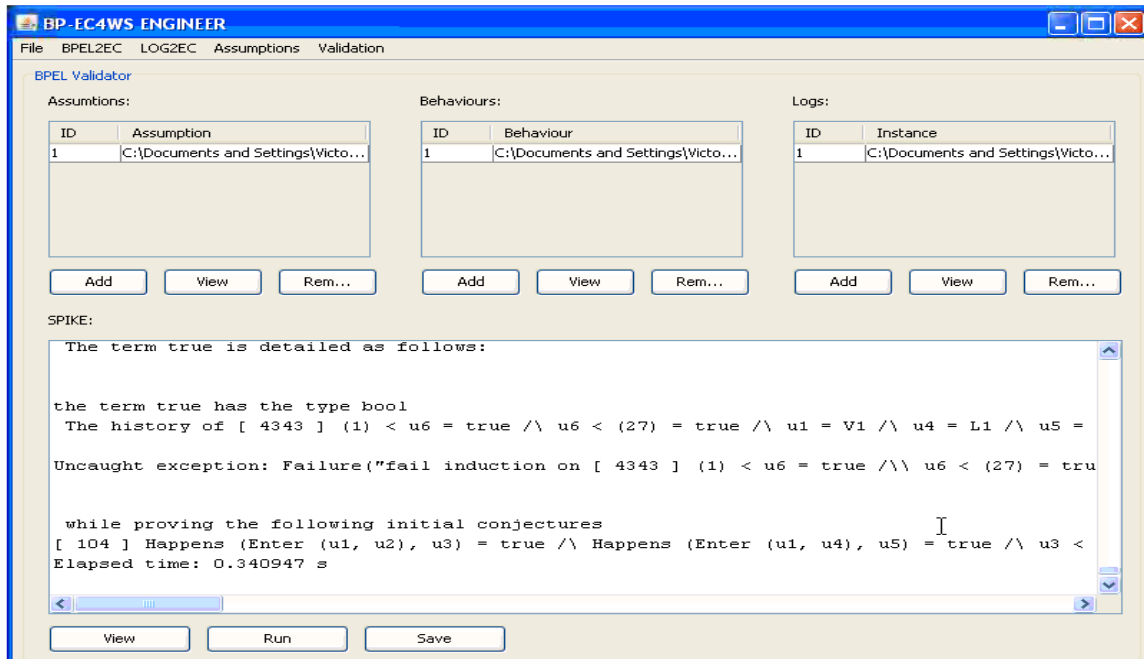 BP-EC4WS ENGINEER
File BPEL2EC LOG2EC Assumptions Validation
BPEL Validator
Assumtions: Behaviours: Logs:
ID Assumption ID Behaviour ID Instance
1 C:\Documents and Settings\Victo... 1 C:\Documents and Settings\Victo... 1 C:\Documents and Settings\Victo...
Add View Rem... Add View Rem... Add View Rem...
SPIKE:
The term true is detailed as follows:
the term true has the type bool
The history of [ 4343 ] (1) < u6 = true /\ u6 < (27) = true /\ u1 = V1 /\ u4 = L1 /\ u5 =
Uncaught exception: Failure("fail induction on [ 4343 ] (1) < u6 = true /\\ u6 < (27) = tru
while proving the following initial conjectures
[ 104 ] Happens (Enter (u1, u2), u3) = true /\ Happens (Enter (u1, u4), u5) = true /\ u3 <
Elapsed time: 0.340947 s
View Run Save